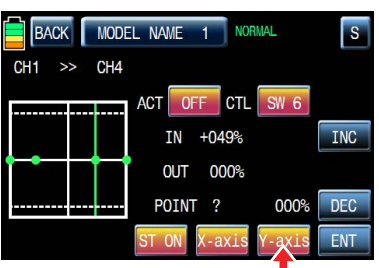 BACK MODEL NAME 1 NORMAL S
CH1 >> CH4
ACT OFF CTL SW 6
IN +049% INC
OUT 000%
POINT ? 000% DEC
ST ON X-axis Y-axis ENT